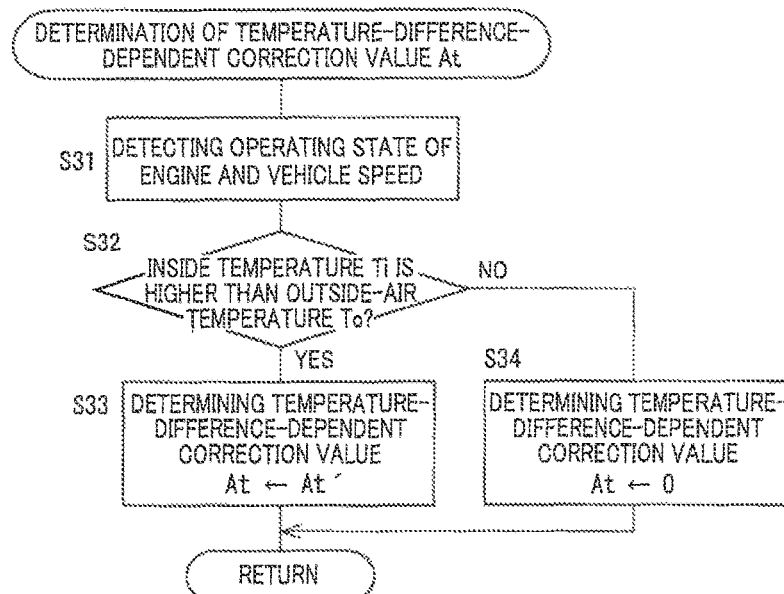 DETERMINATION OF TEMPERATURE-DIFFERENCE-
DEPENDENT CORRECTION VALUE At
S31
DETECTING OPERATING STATE OF
ENGINE AND VEHICLE SPEED
S32
INSIDE TEMPERATURE Ti IS
HIGHER THAN OUTSIDE-AIR
TEMPERATURE To?
NO
YES
S33
DETERMINING TEMPERATURE-
DIFFERENCE-DEPENDENT
CORRECTION VALUE
At ← At´
S34
DETERMINING TEMPERATURE-
DIFFERENCE-DEPENDENT
CORRECTION VALUE
At ← 0
RETURN